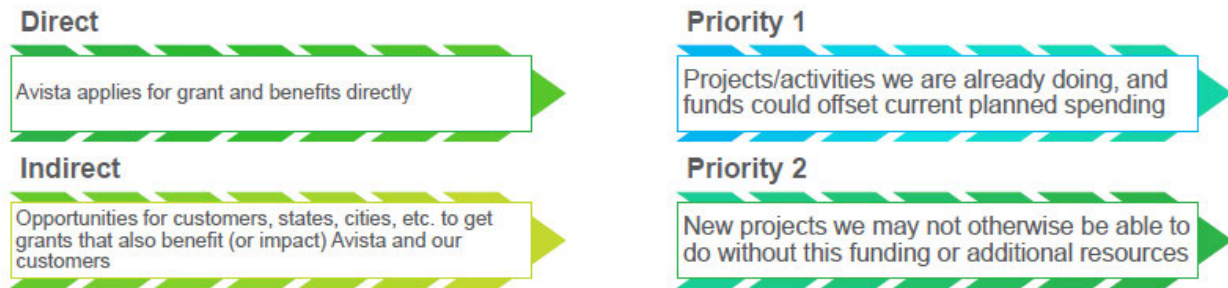 Direct
Avista applies for grant and benefits directly
Indirect
Opportunities for customers, states, cities, etc. to get
grants that also benefit (or impact) Avista and our
customers
Priority 1
Projects/activities we are already doing, and
funds could offset current planned spending
Priority 2
New projects we may not otherwise be able to
do without this funding or additional resources